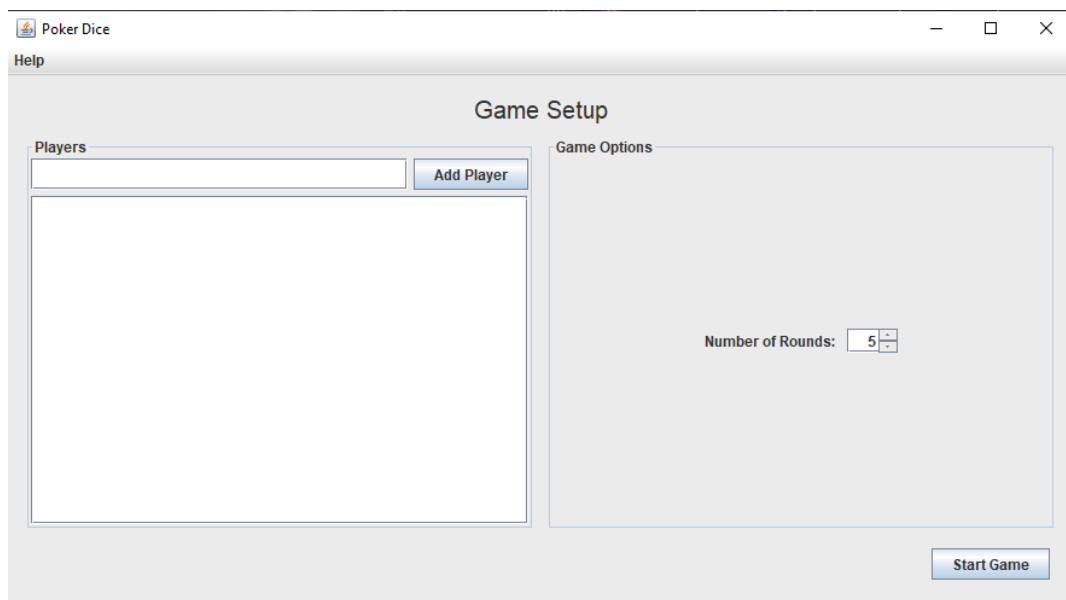 Poker Dice
Help
Game Setup
Players
Add Player
Game Options
Number of Rounds: 5
Start Game